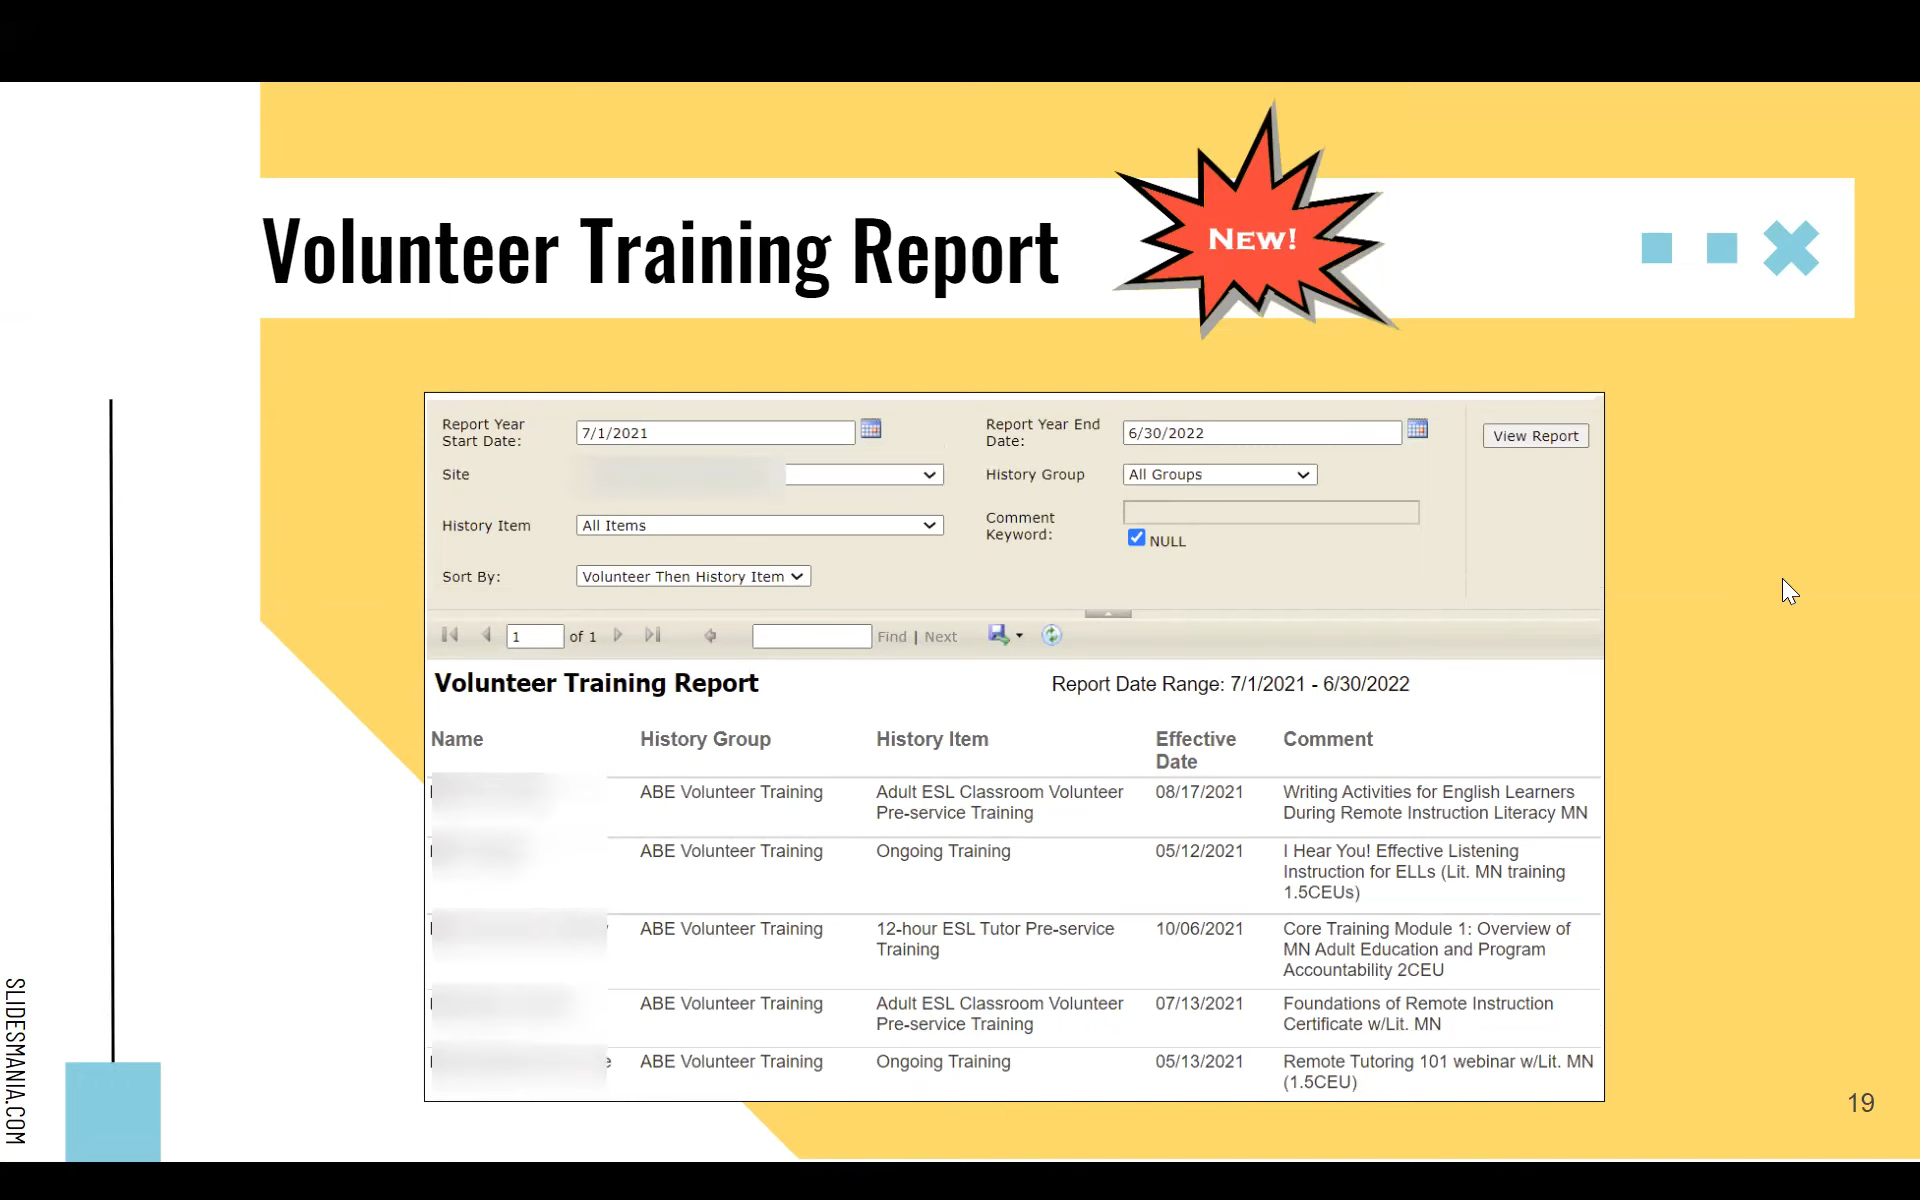 Volunteer Training Report
NEW!
Report Year
Start Date:
7/1/2021
Report Year End
Date:
6/30/2022
View Report
Site
History Group
All Groups
History Item
All Items
Comment
Keyword:
NULL
Sort By:
Volunteer Then History Item
1
of 1
Find | Next
Volunteer Training Report
Report Date Range: 7/1/2021 - 6/30/2022
Name
History Group
History Item
Effective
Date
Comment
ABE Volunteer Training
Adult ESL Classroom Volunteer
Pre-service Training
08/17/2021
Writing Activities for English Learners
During Remote Instruction Literacy MN
ABE Volunteer Training
Ongoing Training
05/12/2021
I Hear You! Effective Listening
Instruction for ELLs (Lit. MN training
1.5CEUs)
ABE Volunteer Training
12-hour ESL Tutor Pre-service
Training
10/06/2021
Core Training Module 1: Overview of
MN Adult Education and Program
Accountability 2CEU
ABE Volunteer Training
Adult ESL Classroom Volunteer
Pre-service Training
07/13/2021
Foundations of Remote Instruction
Certificate w/Lit. MN
ABE Volunteer Training
Ongoing Training
05/13/2021
Remote Tutoring 101 webinar w/Lit. MN
(1.5CEU)
SLIDESMANIA.COM
19